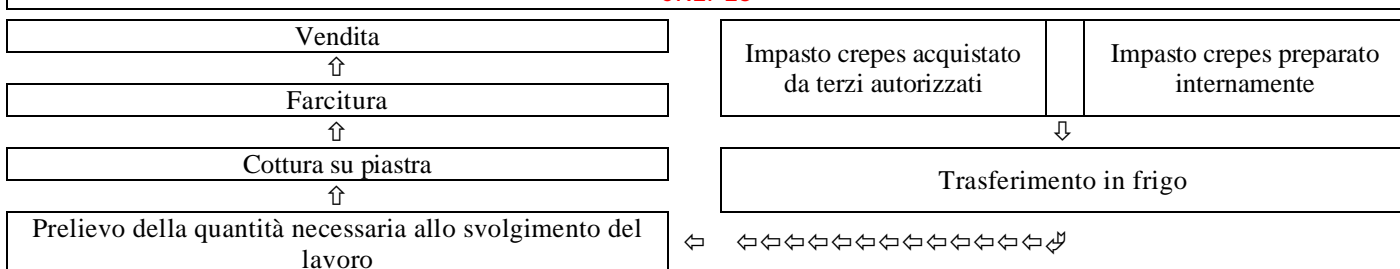 Vendita
Farcitura
Cottura su piastra
Prelievo della quantità necessaria allo svolgimento del
lavoro
Impasto crepes acquistato
da terzi autorizzati
Impasto crepes preparato
internamente
Trasferimento in frigo